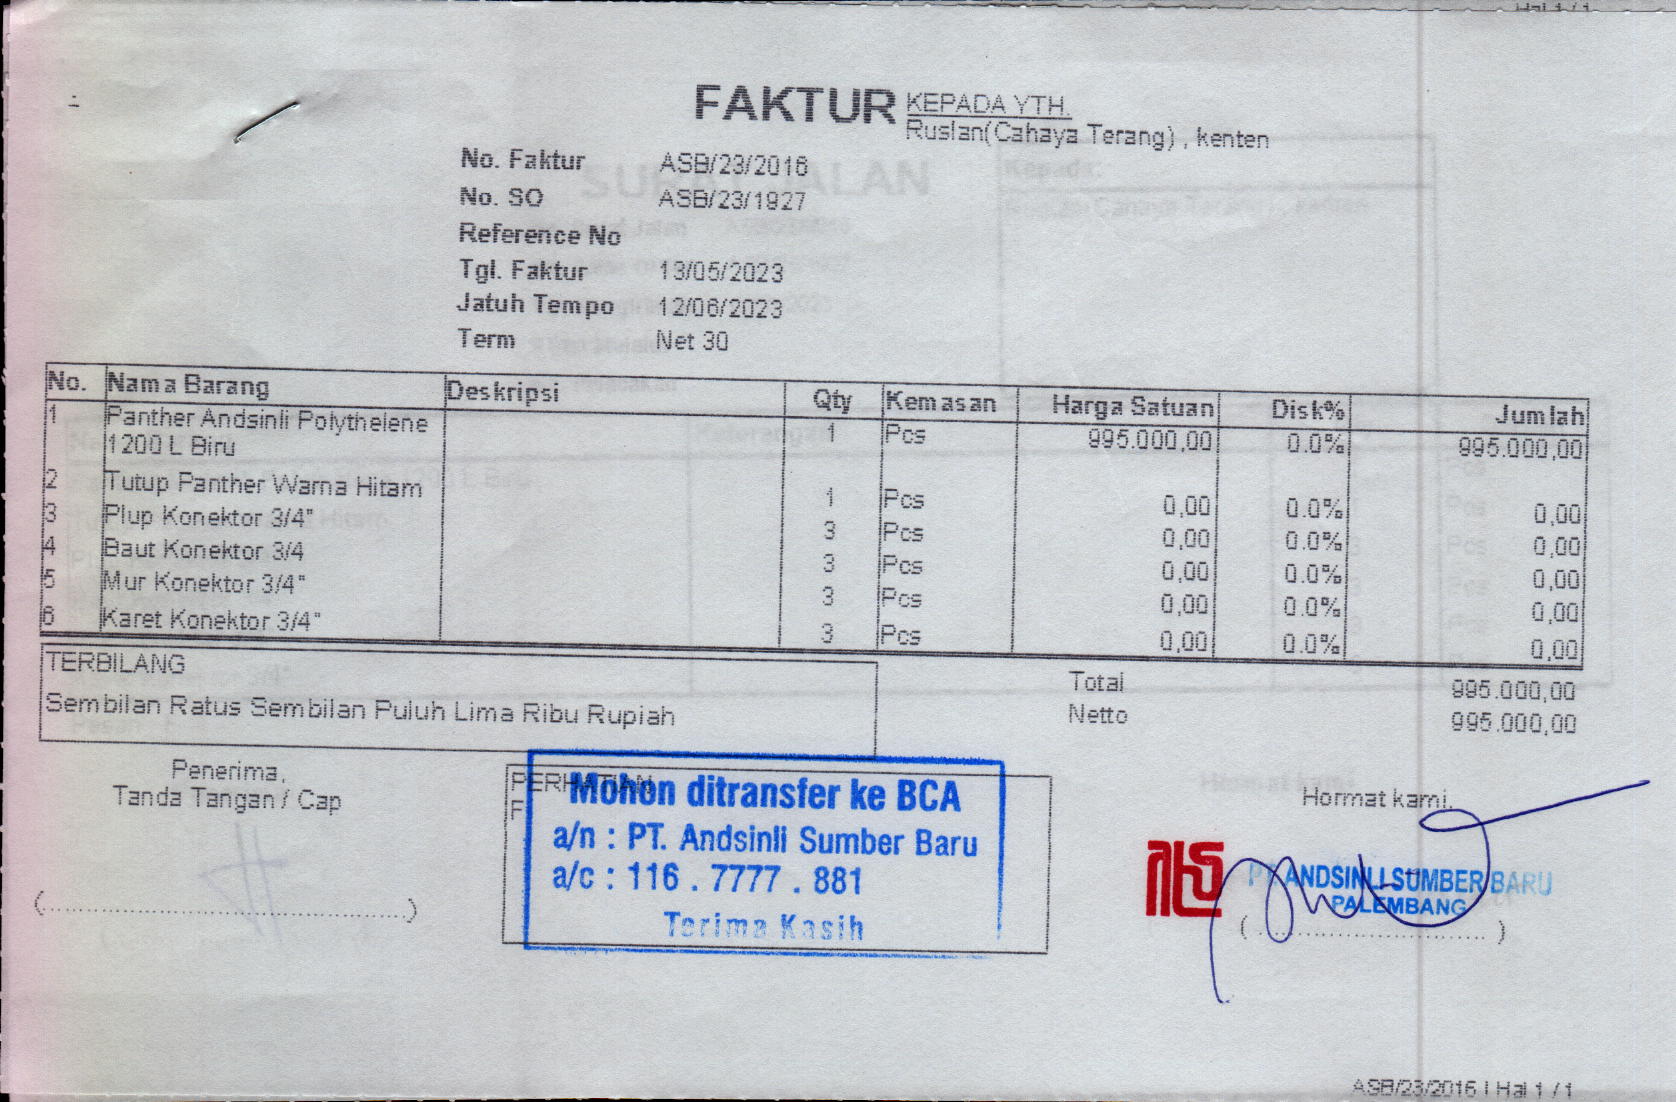 Hal 1 / 1
FAKTUR
KEPADA YTH.
Ruslan(Cahaya Terang) , kenten
No. Faktur ASB/23/2016
No. SO ASB/23/1927
Reference No
Tgl. Faktur 13/05/2023
Jatuh Tempo 12/06/2023
Term Net 30
No. Nama Barang Deskripsi Qty Kemasan Harga Satuan Disk% Jumlah
1 Panther Andsinli Polythelene 1 Pcs 995.000,00 0.0% 995.000,00
1200 L Biru
2 Tutup Panther Warna Hitam 1 Pcs 0,00 0.0% 0,00
3 Plup Konektor 3/4" 3 Pcs 0,00 0.0% 0,00
4 Baut Konektor 3/4 3 Pcs 0,00 0.0% 0,00
5 Mur Konektor 3/4" 3 Pcs 0,00 0.0% 0,00
6 Karet Konektor 3/4" 3 Pcs 0,00 0.0% 0,00
TERBILANG
Sembilan Ratus Sembilan Puluh Lima Ribu Rupiah
Total 995.000,00
Netto 995.000,00
Penerima,
Tanda Tangan / Cap
(..............................)
PERHATIAN
F
Mohon ditransfer ke BCA
a/n : PT. Andsinli Sumber Baru
a/c : 116 . 7777 . 881
Terima Kasih
Hormat kami,
PT. ANDSINLI SUMBER BARU
PALEMBANG
(..............................)
ASB/23/2016 | Hal 1 / 1